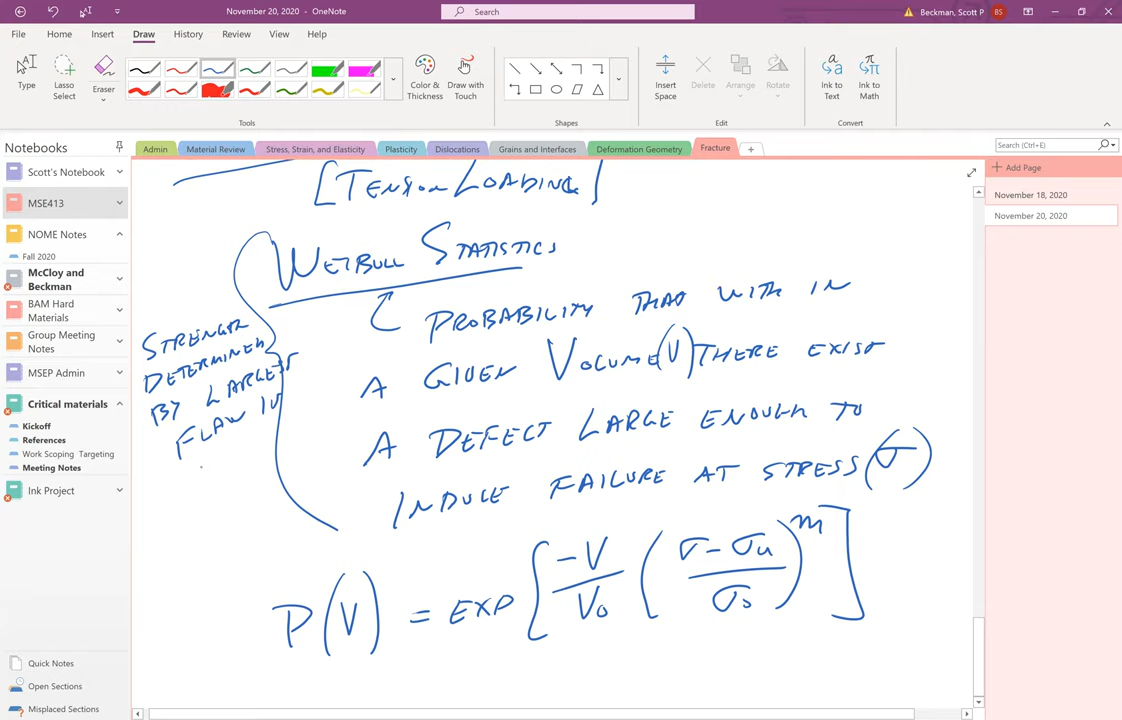 November 20, 2020 - OneNote
Search
Beckman, Scott P
BS
File Home Insert Draw History Review View Help
Type
Lasso Select
Eraser
Color & Thickness
Draw with Touch
Insert Space
Delete
Arrange
Rotate
Ink to Text
Ink to Math
Tools Shapes Edit Convert
Notebooks
Admin Material Review Stress, Strain, and Elasticity Plasticity Dislocations Grains and Interfaces Deformation Geometry Fracture
Search (Ctrl+E)
Add Page
November 18, 2020
November 20, 2020
Scott's Notebook
MSE413
NOME Notes
Fall 2020
McCloy and
Beckman
BAM Hard
Materials
Group Meeting
Notes
MSEP Admin
Critical materials
Kickoff
References
Work Scoping Targeting
Meeting Notes
Ink Project
Quick Notes
Open Sections
Misplaced Sections
[TENSION LOADING]
WEIBULL STATISTICS
PROBABILITY THAT WITH IN
A GIVEN VOLUME (V) THERE EXIST
A DEFECT LARGE ENOUGH TO
INDUCE FAILURE AT STRESS (σ)
STRENGTH
DETERMINED
BY LARGEST
FLAW IN
P(V) = EXP[-V/V₀ ((σ-σu)/σ₀)^m]